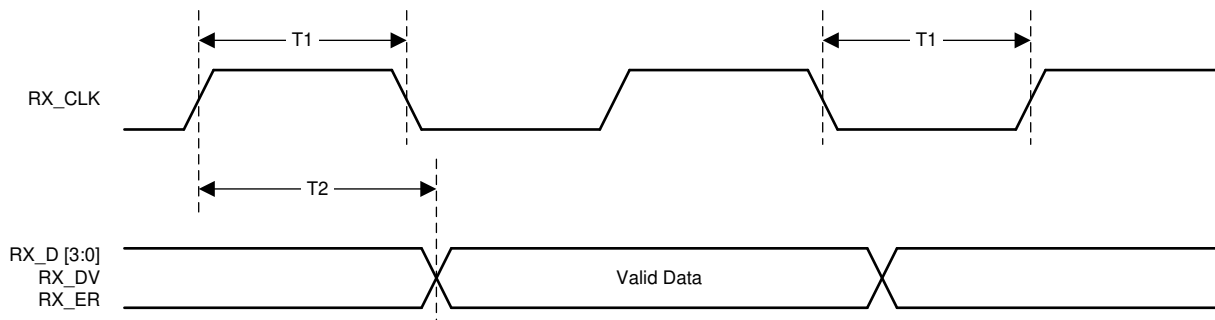 T1
T1
RX_CLK
T2
RX_D [3:0]
RX_DV
RX_ER
Valid Data